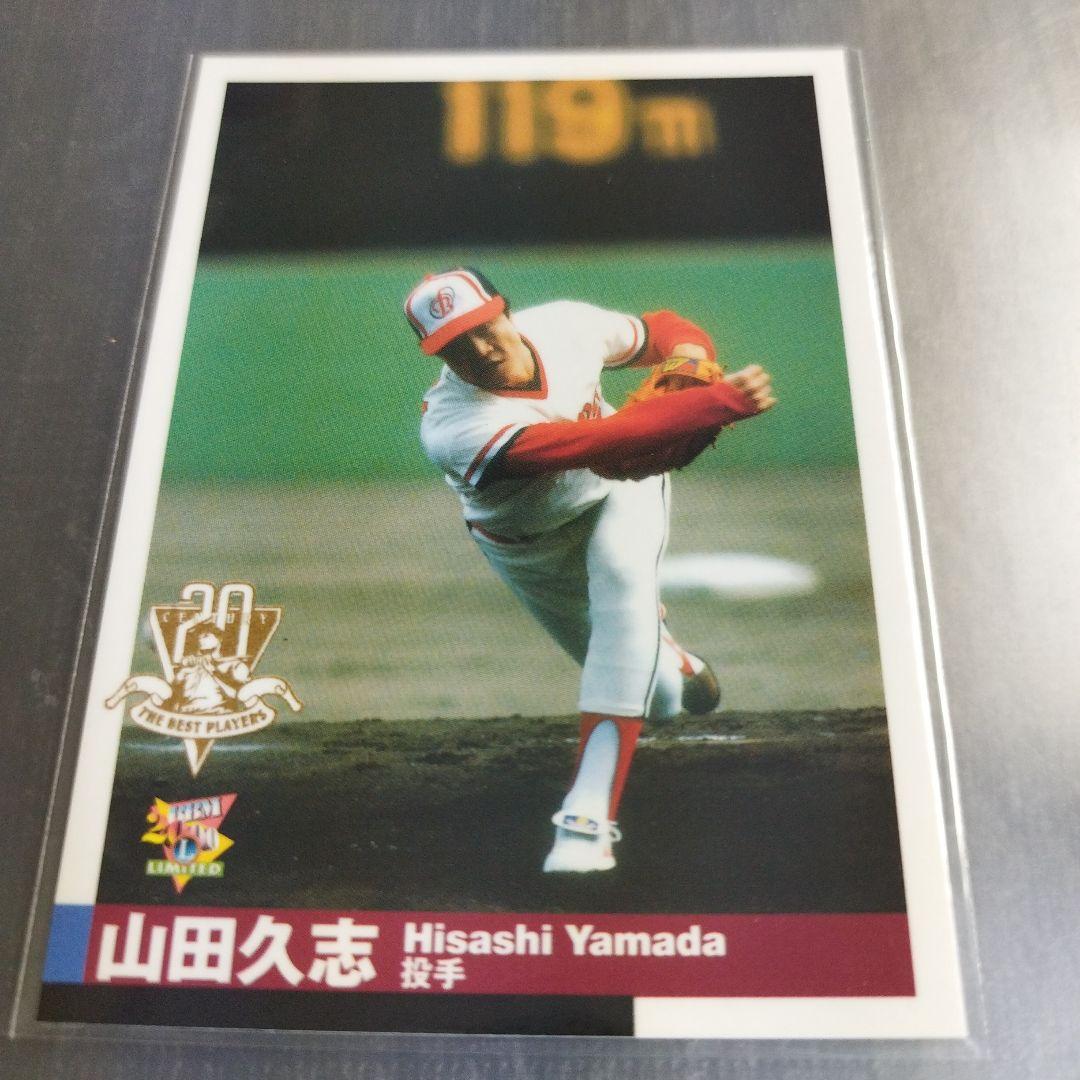 119m
B
20
CENTURY
THE BEST PLAYERS
BBM
2000
LIMITED
山田久志 Hisashi Yamada
投手